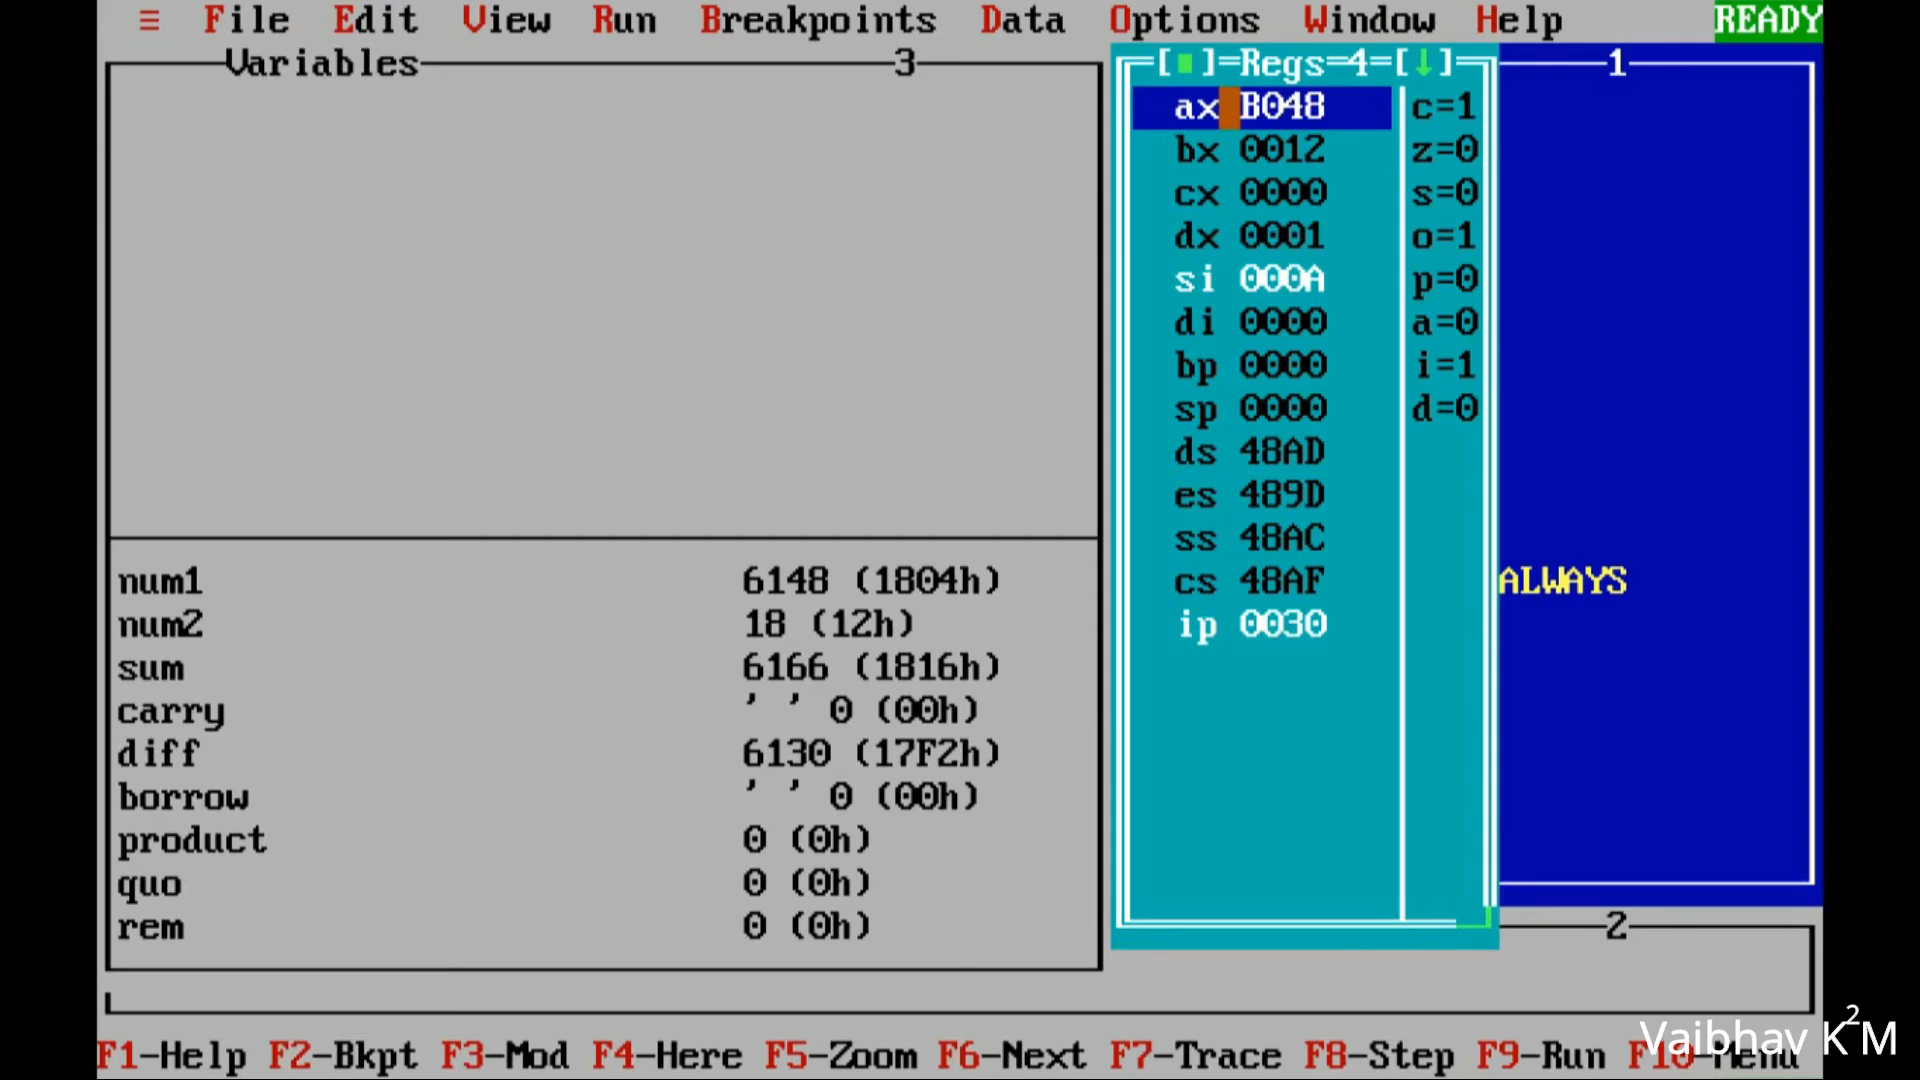 ≡ File Edit View Run Breakpoints Data Options Window Help READY
Variables 3
[■]=Regs=4=[↓] 1
ax B048 c=1
bx 0012 z=0
cx 0000 s=0
dx 0001 o=1
si 000A p=0
di 0000 a=0
bp 0000 i=1
sp 0000 d=0
ds 48AD
es 489D
ss 48AC
cs 48AF
ip 0030
ALWAYS
num1 6148 (1804h)
num2 18 (12h)
sum 6166 (1816h)
carry ' ' 0 (00h)
diff 6130 (17F2h)
borrow ' ' 0 (00h)
product 0 (0h)
quo 0 (0h)
rem 0 (0h)
2
F1-Help F2-Bkpt F3-Mod F4-Here F5-Zoom F6-Next F7-Trace F8-Step F9-Run F10-Menu
Vaibhav K²M